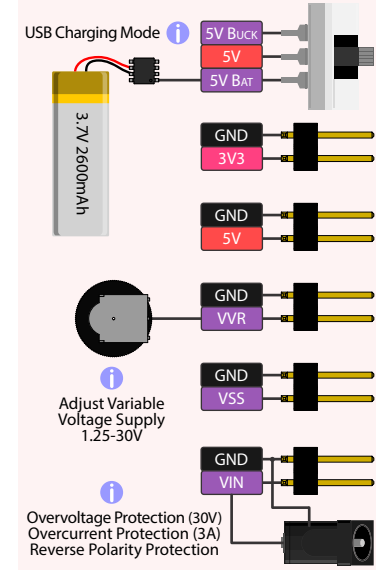 USB Charging Mode
i
5V BUCK
5V
5V BAT
3.7V 2600mAh
GND
3V3
GND
5V
GND
VVR
i
Adjust Variable
Voltage Supply
1.25-30V
GND
VSS
GND
VIN
i
Overvoltage Protection (30V)
Overcurrent Protection (3A)
Reverse Polarity Protection